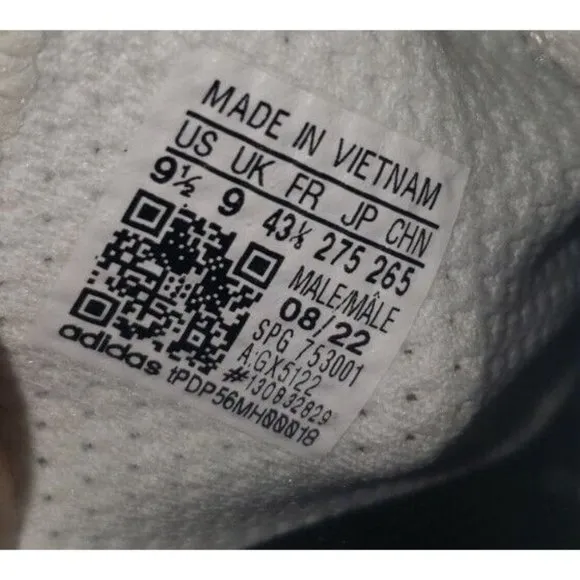 MADE IN VIETNAM
US UK FR JP CHN
9½ 9 43⅓ 275 265
MALE/MÂLE
08/22
SPG 753001
A:GX5122
#130832829
adidas tPDP56MH00018